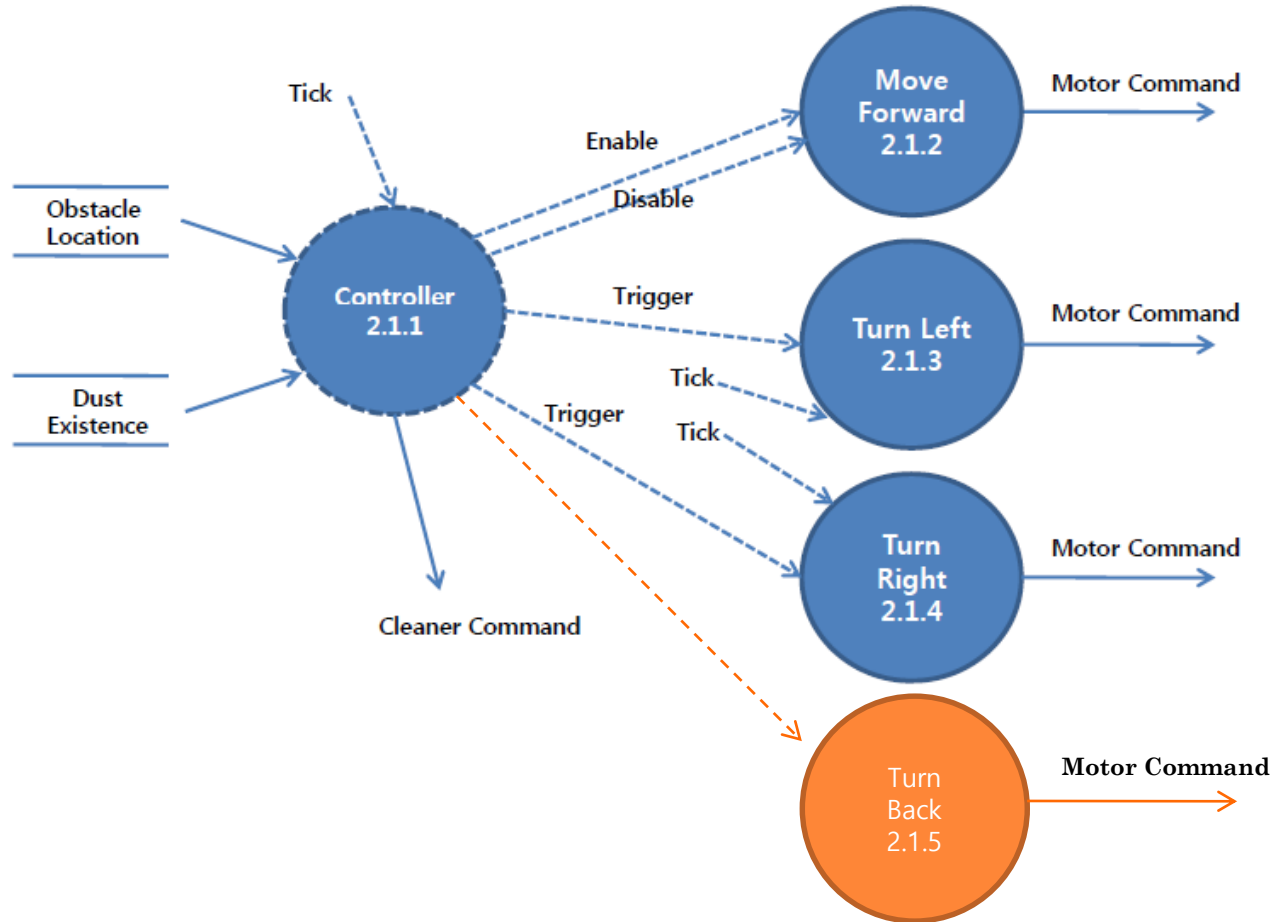 Tick
Obstacle
Location
Dust
Existence
Controller
2.1.1
Cleaner Command
Enable
Disable
Trigger
Trigger
Tick
Tick
Move
Forward
2.1.2
Motor Command
Turn Left
2.1.3
Motor Command
Turn
Right
2.1.4
Motor Command
Turn
Back
2.1.5
Motor Command